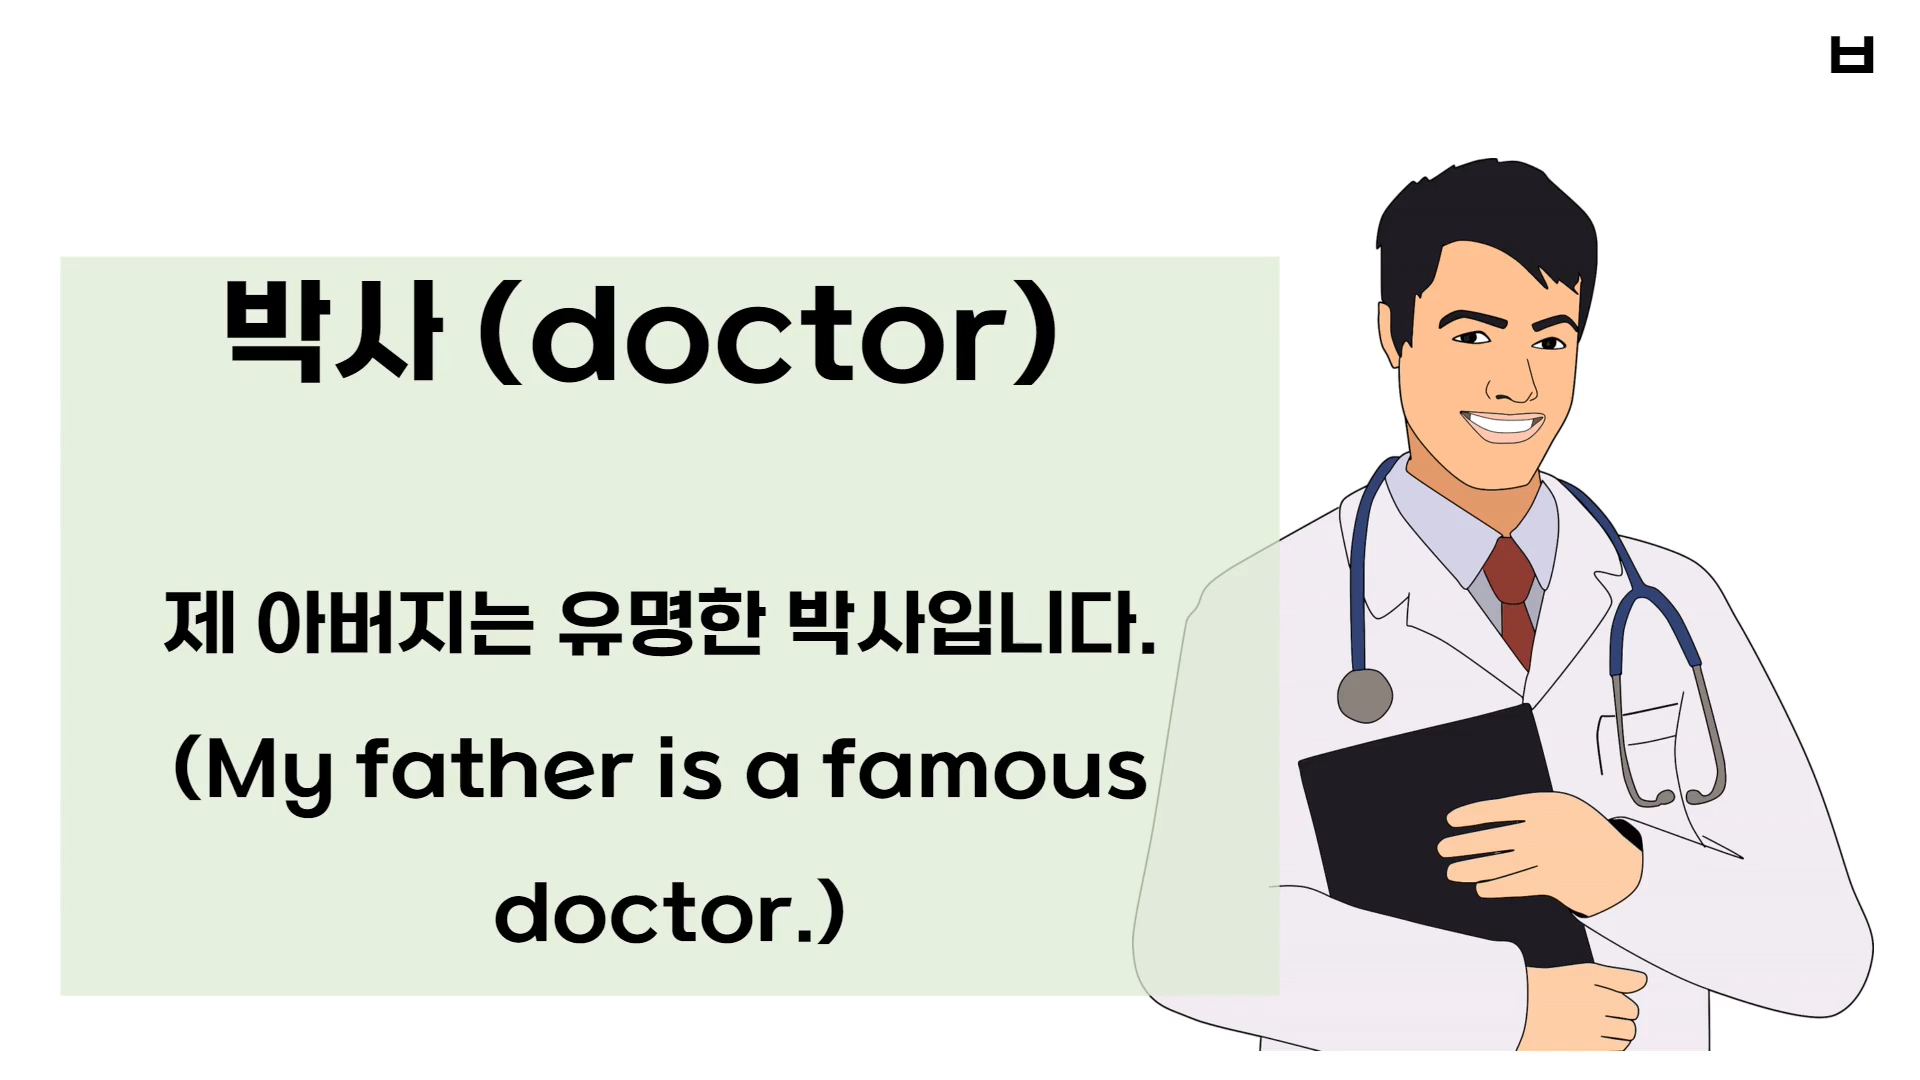 ㅂ
박사 (doctor)
제 아버지는 유명한 박사입니다.
(My father is a famous
doctor.)